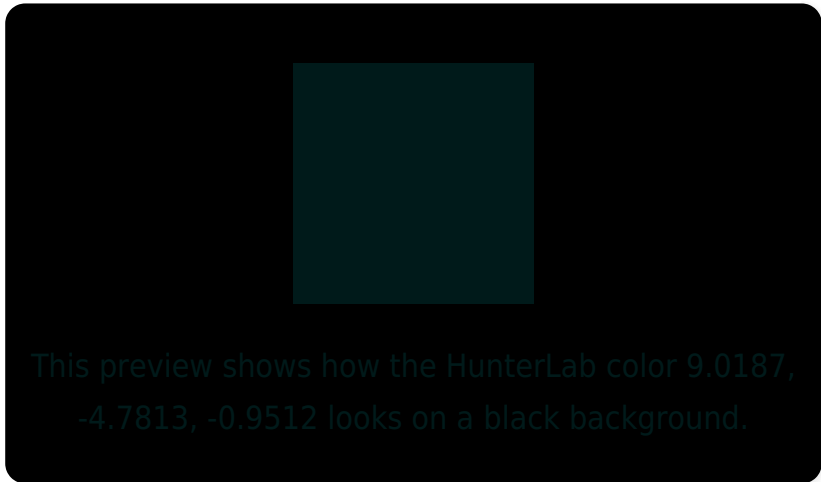 This preview shows how the HunterLab color 9.0187,
-4.7813, -0.9512 looks on a black background.